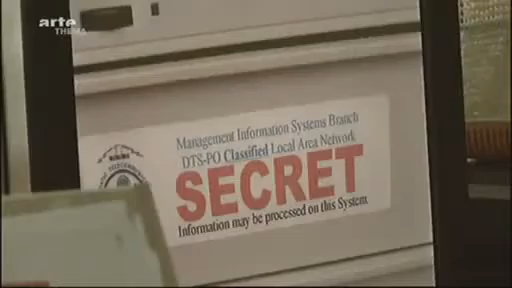 arte
THEMA
Management Information Systems Branch
DTS-PO Classified Local Area Network
SECRET
Information may be processed on this System